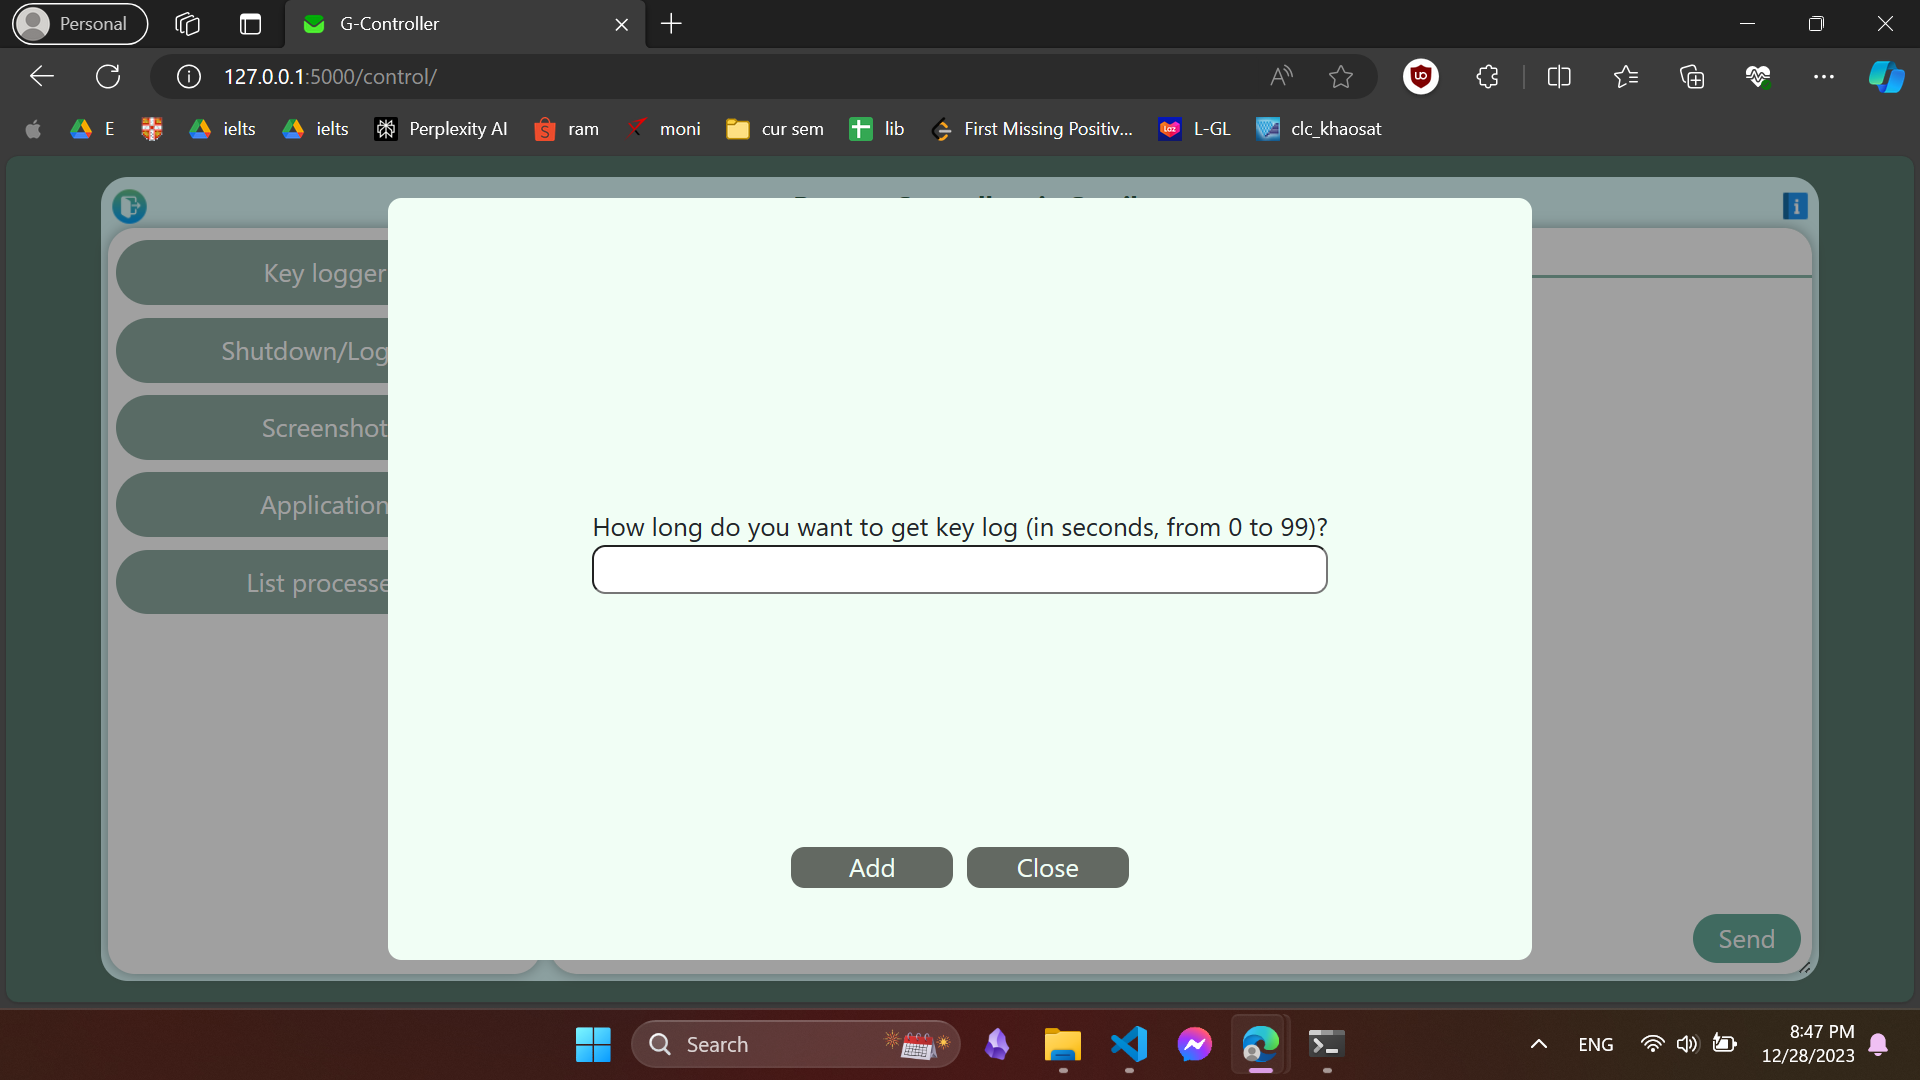 Personal
G-Controller
127.0.0.1:5000/control/
E
ielts
ielts
Perplexity AI
ram
moni
cur sem
lib
First Missing Positiv...
L-GL
clc_khaosat
Key logger
Shutdown/Log
Screenshot
Application
List processe
How long do you want to get key log (in seconds, from 0 to 99)?
Add
Close
Send
Search
ENG
8:47 PM
12/28/2023